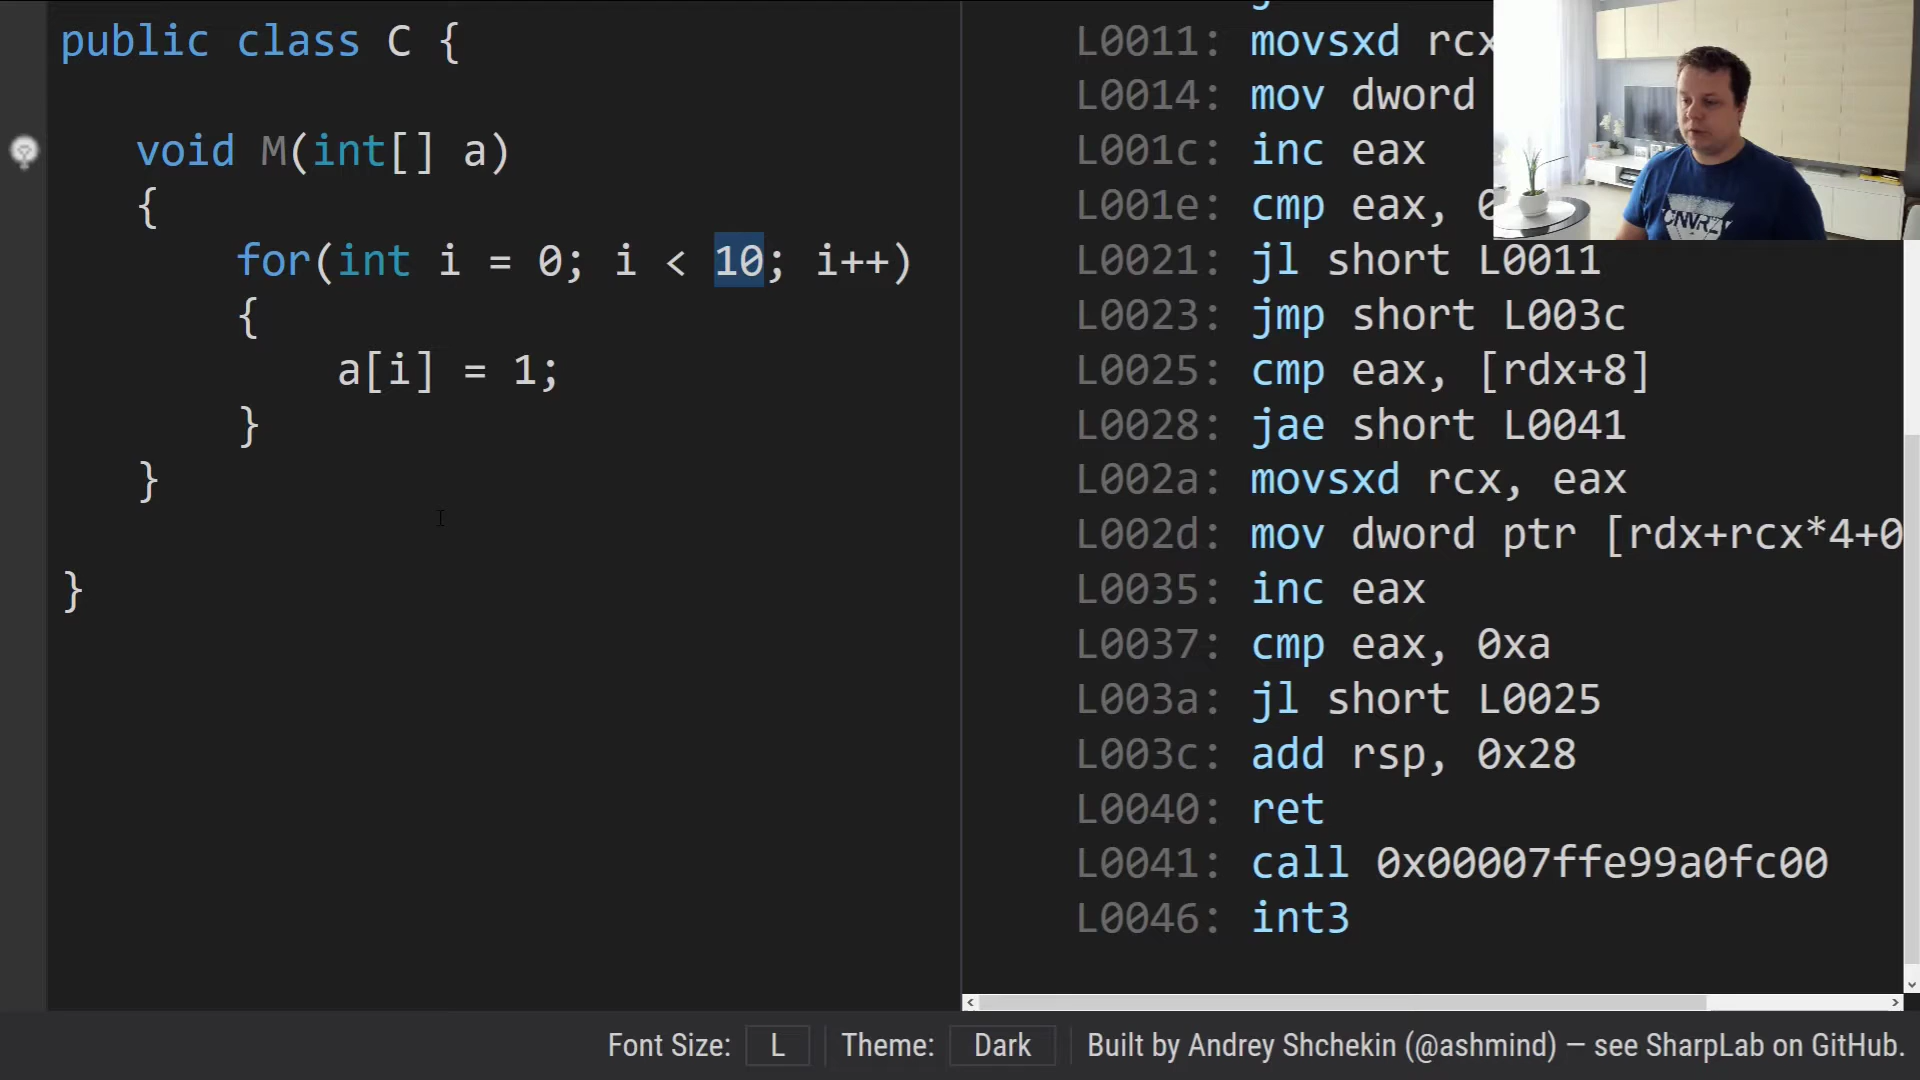 public class C {
void M(int[] a)
{
for(int i = 0; i < 10; i++)
{
a[i] = 1;
}
}
}
L0011: movsxd rcx
L0014: mov dword
L001c: inc eax
L001e: cmp eax, 0
L0021: jl short L0011
L0023: jmp short L003c
L0025: cmp eax, [rdx+8]
L0028: jae short L0041
L002a: movsxd rcx, eax
L002d: mov dword ptr [rdx+rcx*4+0
L0035: inc eax
L0037: cmp eax, 0xa
L003a: jl short L0025
L003c: add rsp, 0x28
L0040: ret
L0041: call 0x00007ffe99a0fc00
L0046: int3
CNVRZ
Font Size: L Theme: Dark Built by Andrey Shchekin (@ashmind) — see SharpLab on GitHub.